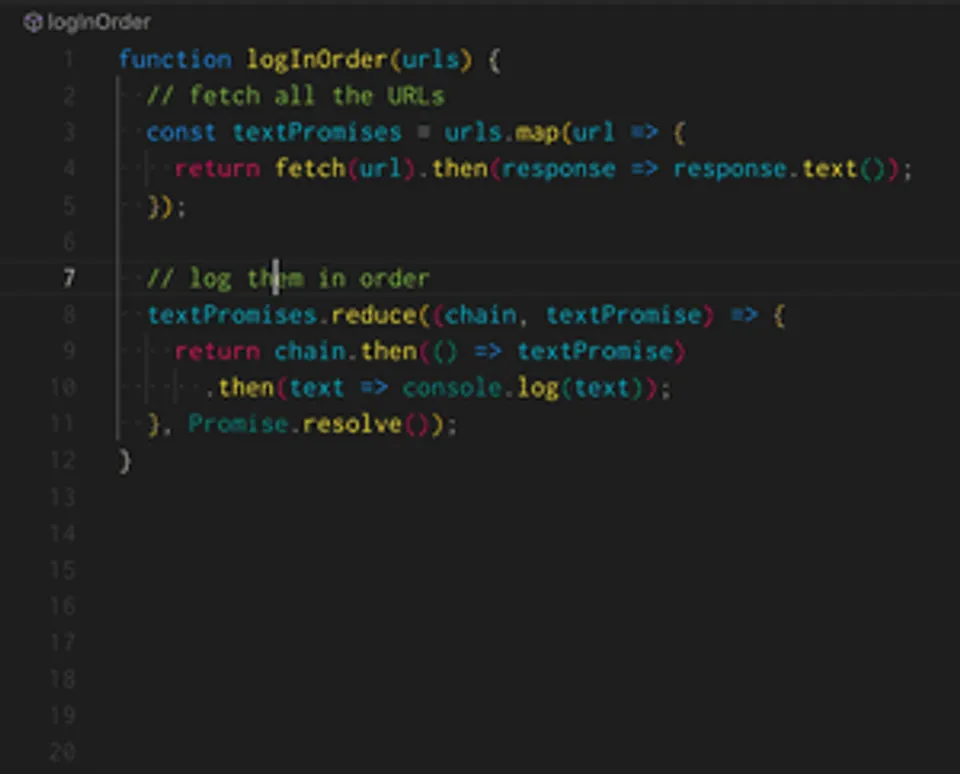 logInOrder
1 function logInOrder(urls) {
2 // fetch all the URLs
3 const textPromises = urls.map(url => {
4 return fetch(url).then(response => response.text());
5 });
6
7 // log them in order
8 textPromises.reduce((chain, textPromise) => {
9 return chain.then(() => textPromise)
10 .then(text => console.log(text));
11 }, Promise.resolve());
12 }
13
14
15
16
17
18
19
20